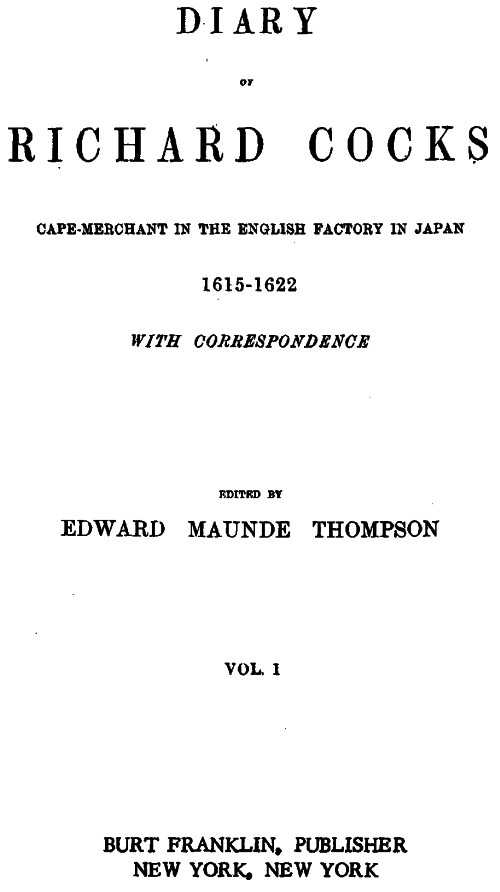 DIARY
OF
RICHARD COCKS
CAPE-MERCHANT IN THE ENGLISH FACTORY IN JAPAN
1615-1622
WITH CORRESPONDENCE
EDITED BY
EDWARD MAUNDE THOMPSON
VOL. I
BURT FRANKLIN, PUBLISHER
NEW YORK, NEW YORK